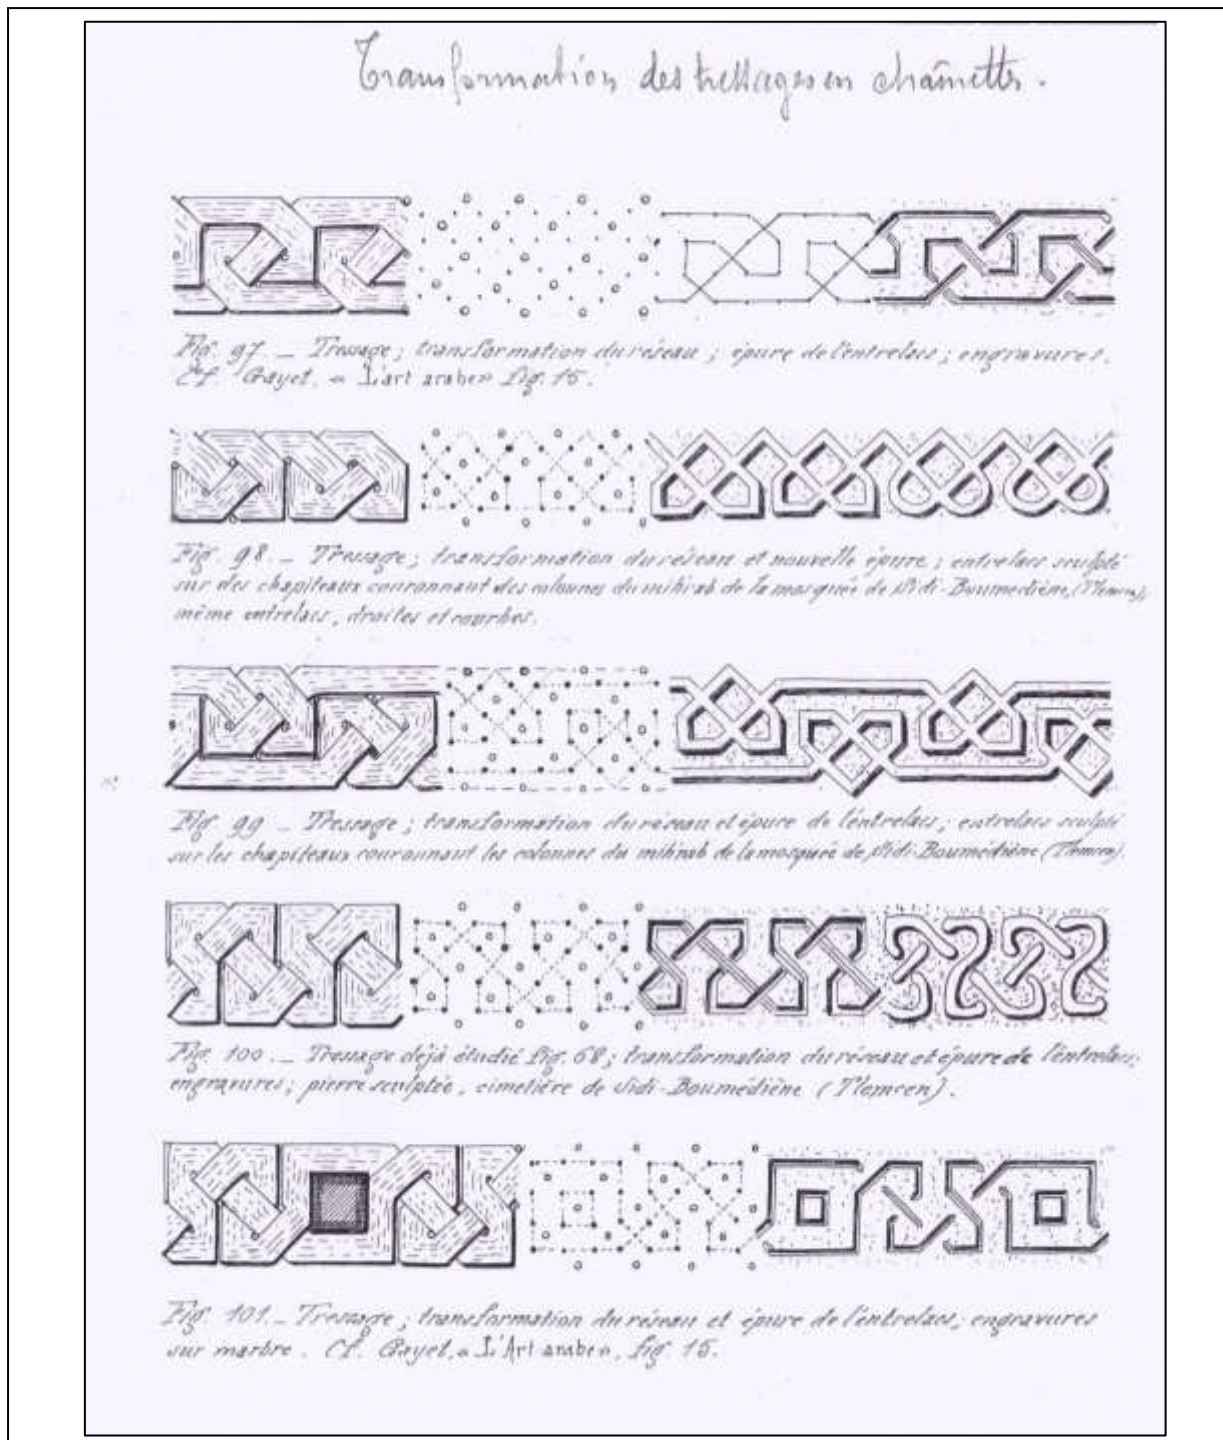 Transformation des tressages en chaînettes.
Fig. 97. _ Tressage ; transformation du réseau ; épure de l'entrelacs ; engravures.
Cf. Gayet. « L'art arabe » fig. 15.
Fig. 98. _ Tressage ; transformation du réseau et nouvelle épure ; entrelacs sculpté
sur des chapiteaux couronnant des colonnes du mihrab de la mosquée de Sidi-Boumediène, (Tlemcen),
même entrelacs, droites et courbes.
Fig 99 _ Tressage ; transformation du réseau et épure de l'entrelacs ; entrelacs sculpté
sur les chapiteaux couronnant les colonnes du mihrab de la mosquée de Sidi-Boumédiène (Tlemcen).
Fig. 100. _ Tressage déjà étudié fig. 68 ; transformation du réseau et épure de l'entrelacs ;
engravures ; pierre sculptée, cimetière de Sidi-Boumédiène (Tlemcen).
Fig. 101. _ Tressage ; transformation du réseau et épure de l'entrelacs, engravures
sur marbre. Cf. Gayet, « L'Art arabe », fig. 15.